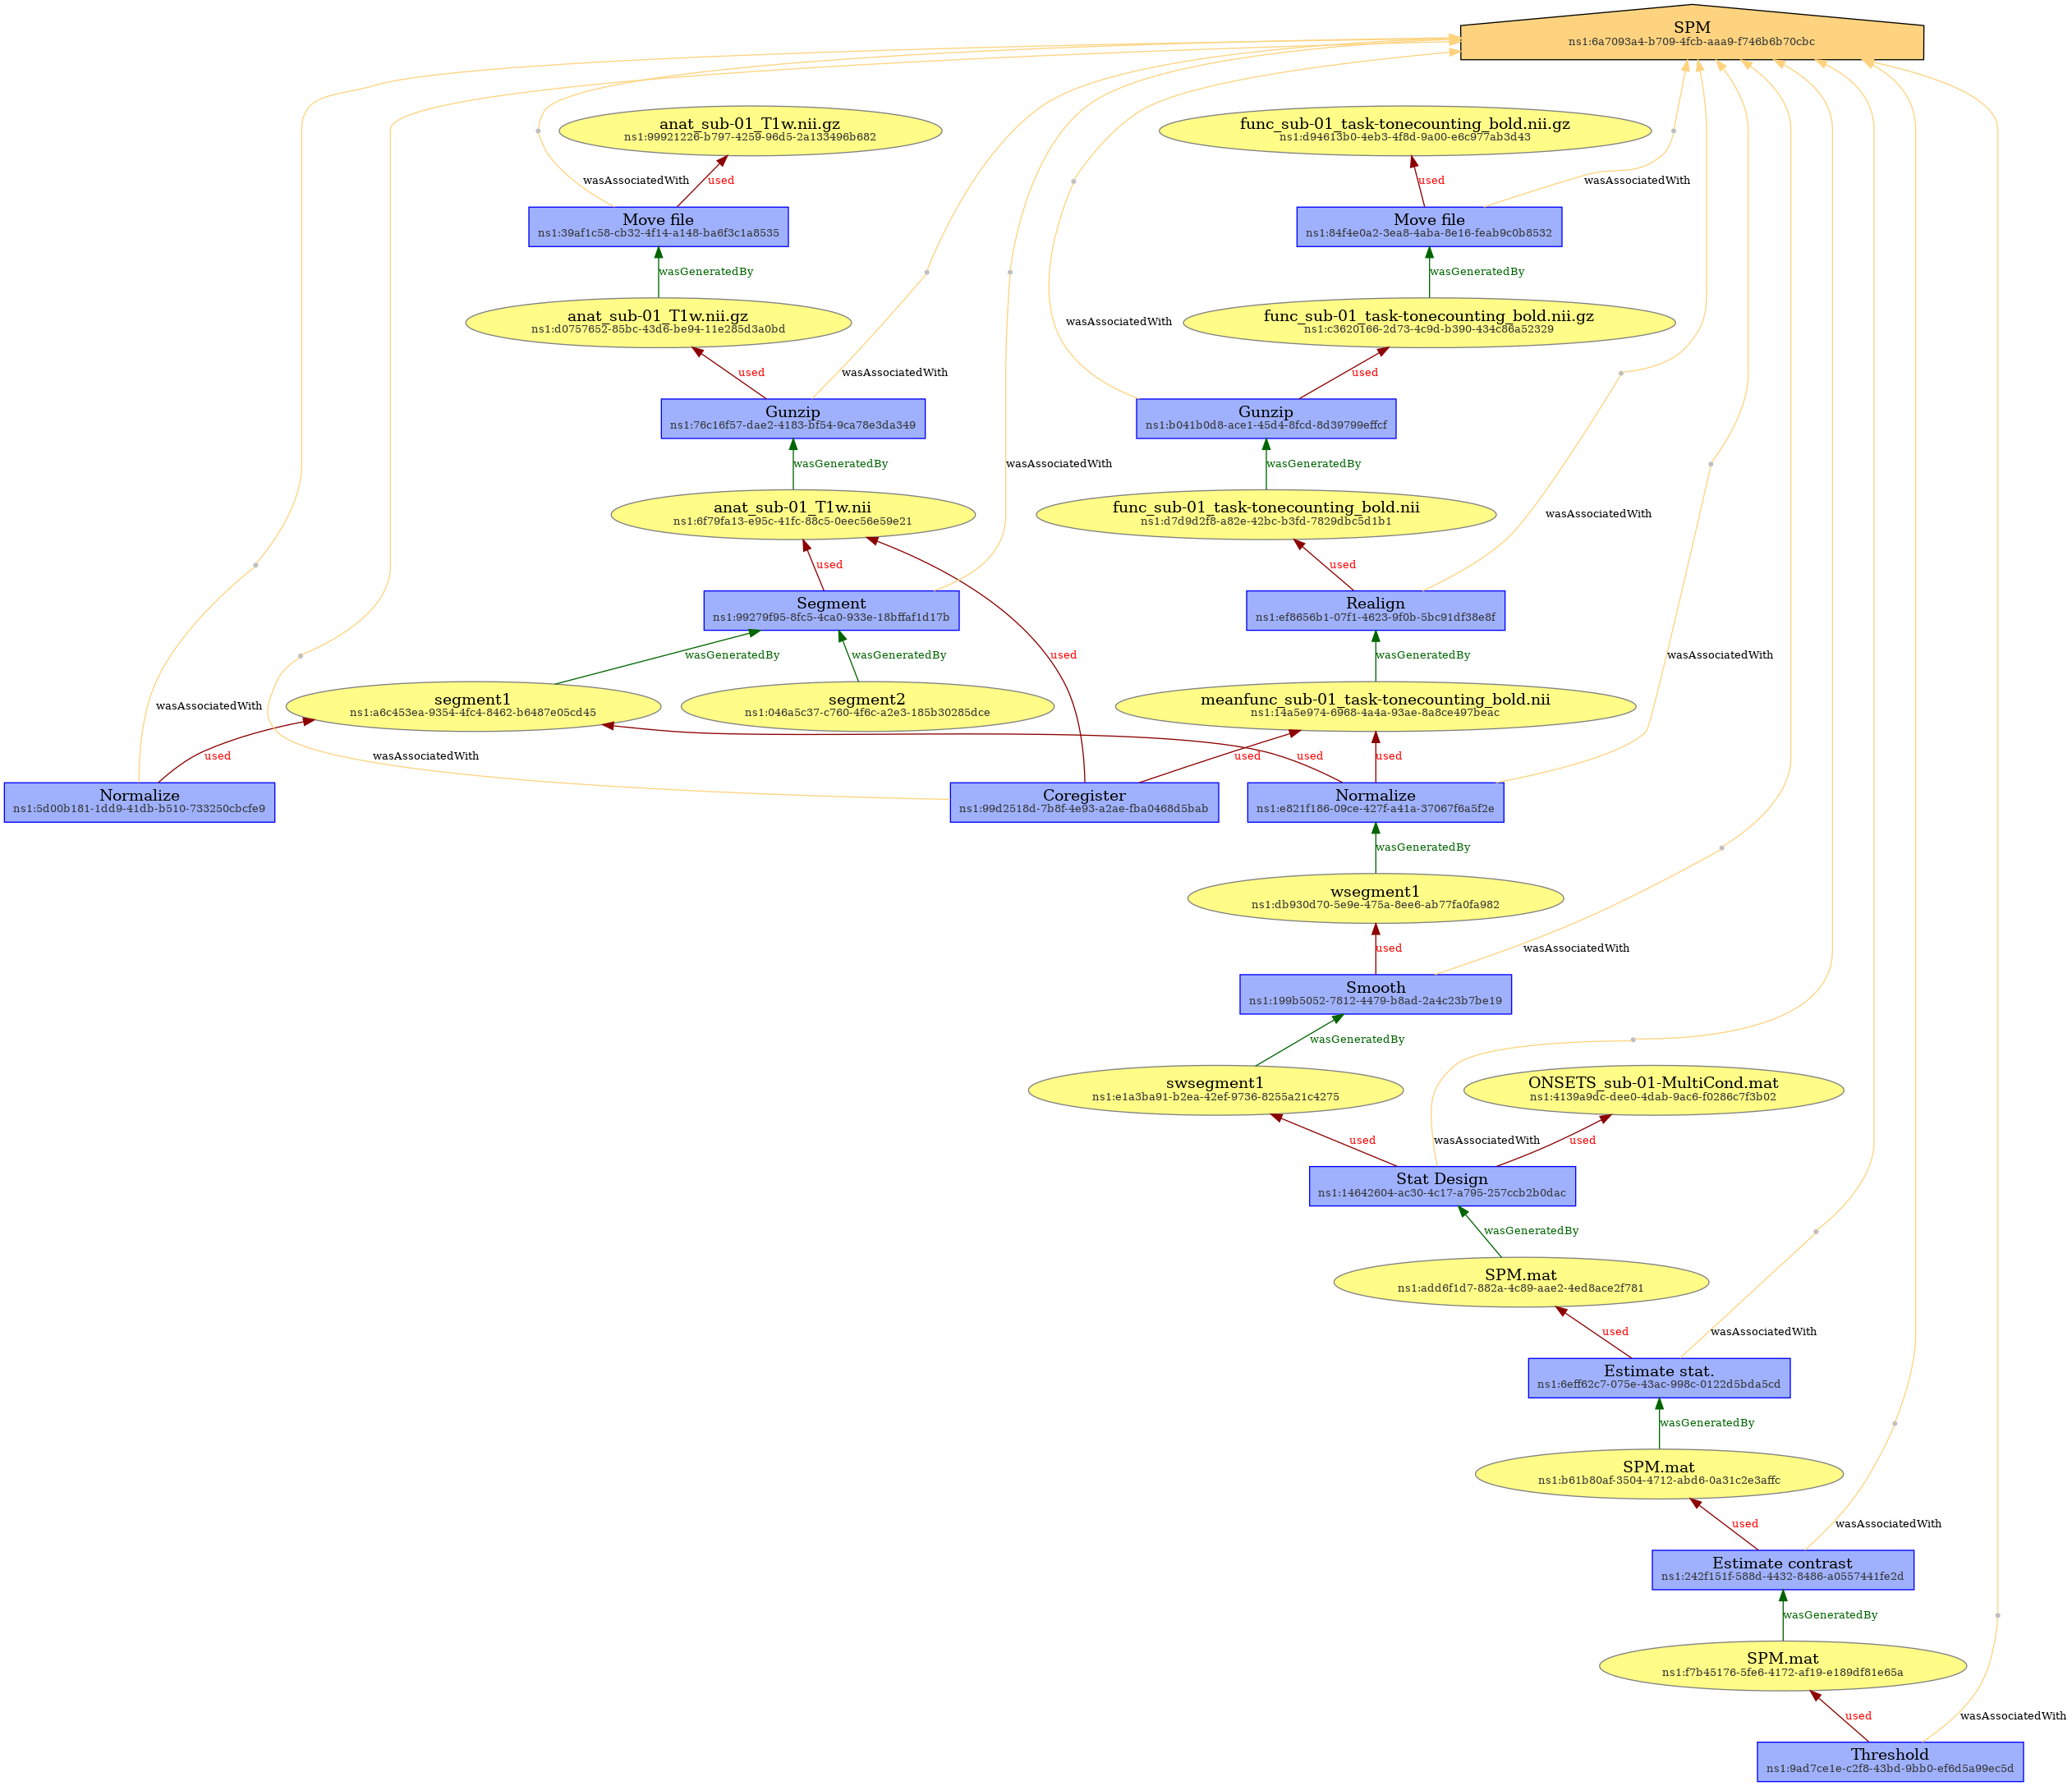 SPM
ns1:6a7093a4-b709-4fcb-aaa9-f746b6b70cbc
anat_sub-01_T1w.nii.gz
ns1:99921226-b797-4259-96d5-2a133496b682
func_sub-01_task-tonecounting_bold.nii.gz
ns1:d94613b0-4eb3-4f8d-9a00-e6c977ab3d43
wasAssociatedWith
used
used
wasAssociatedWith
Move file
ns1:39af1c58-cb32-4f14-a148-ba6f3c1a8535
Move file
ns1:84f4e0a2-3ea8-4aba-8e16-feab9c0b8532
wasGeneratedBy
wasGeneratedBy
anat_sub-01_T1w.nii.gz
ns1:d0757652-85bc-43d6-be94-11e285d3a0bd
wasAssociatedWith
func_sub-01_task-tonecounting_bold.nii.gz
ns1:c3620166-2d73-4c9d-b390-434c86a52329
used
wasAssociatedWith
used
Gunzip
ns1:76c16f57-dae2-4183-bf54-9ca78e3da349
Gunzip
ns1:b041b0d8-ace1-45d4-8fcd-8d39799effcf
wasGeneratedBy
wasAssociatedWith
wasGeneratedBy
anat_sub-01_T1w.nii
ns1:6f79fa13-e95c-41fc-88c5-0eec56e59e21
func_sub-01_task-tonecounting_bold.nii
ns1:d7d9d2f8-a82e-42bc-b3fd-7829dbc5d1b1
wasAssociatedWith
used
used
Segment
ns1:99279f95-8fc5-4ca0-933e-18bffaf1d17b
Realign
ns1:ef8656b1-07f1-4623-9f0b-5bc91df38e8f
wasGeneratedBy
wasGeneratedBy
used
wasGeneratedBy
wasAssociatedWith
wasAssociatedWith
segment1
ns1:a6c453ea-9354-4fc4-8462-b6487e05cd45
segment2
ns1:046a5c37-c760-4f6c-a2e3-185b30285dce
meanfunc_sub-01_task-tonecounting_bold.nii
ns1:14a5e974-6968-4a4a-93ae-8a8ce497beac
used
wasAssociatedWith
used
used
used
Normalize
ns1:5d00b181-1dd9-41db-b510-733250cbcfe9
Coregister
ns1:99d2518d-7b8f-4e93-a2ae-fba0468d5bab
Normalize
ns1:e821f186-09ce-427f-a41a-37067f6a5f2e
wasGeneratedBy
wsegment1
ns1:db930d70-5e9e-475a-8ee6-ab77fa0fa982
used
wasAssociatedWith
Smooth
ns1:199b5052-7812-4479-b8ad-2a4c23b7be19
wasGeneratedBy
swsegment1
ns1:e1a3ba91-b2ea-42ef-9736-8255a21c4275
ONSETS_sub-01-MultiCond.mat
ns1:4139a9dc-dee0-4dab-9ac6-f0286c7f3b02
used
wasAssociatedWith
used
Stat Design
ns1:14642604-ac30-4c17-a795-257ccb2b0dac
wasGeneratedBy
SPM.mat
ns1:add6f1d7-882a-4c89-aae2-4ed8ace2f781
used
wasAssociatedWith
Estimate stat.
ns1:6eff62c7-075e-43ac-998c-0122d5bda5cd
wasGeneratedBy
SPM.mat
ns1:b61b80af-3504-4712-abd6-0a31c2e3affc
used
wasAssociatedWith
Estimate contrast
ns1:242f151f-588d-4432-8486-a0557441fe2d
wasGeneratedBy
SPM.mat
ns1:f7b45176-5fe6-4172-af19-e189df81e65a
used
wasAssociatedWith
Threshold
ns1:9ad7ce1e-c2f8-43bd-9bb0-ef6d5a99ec5d